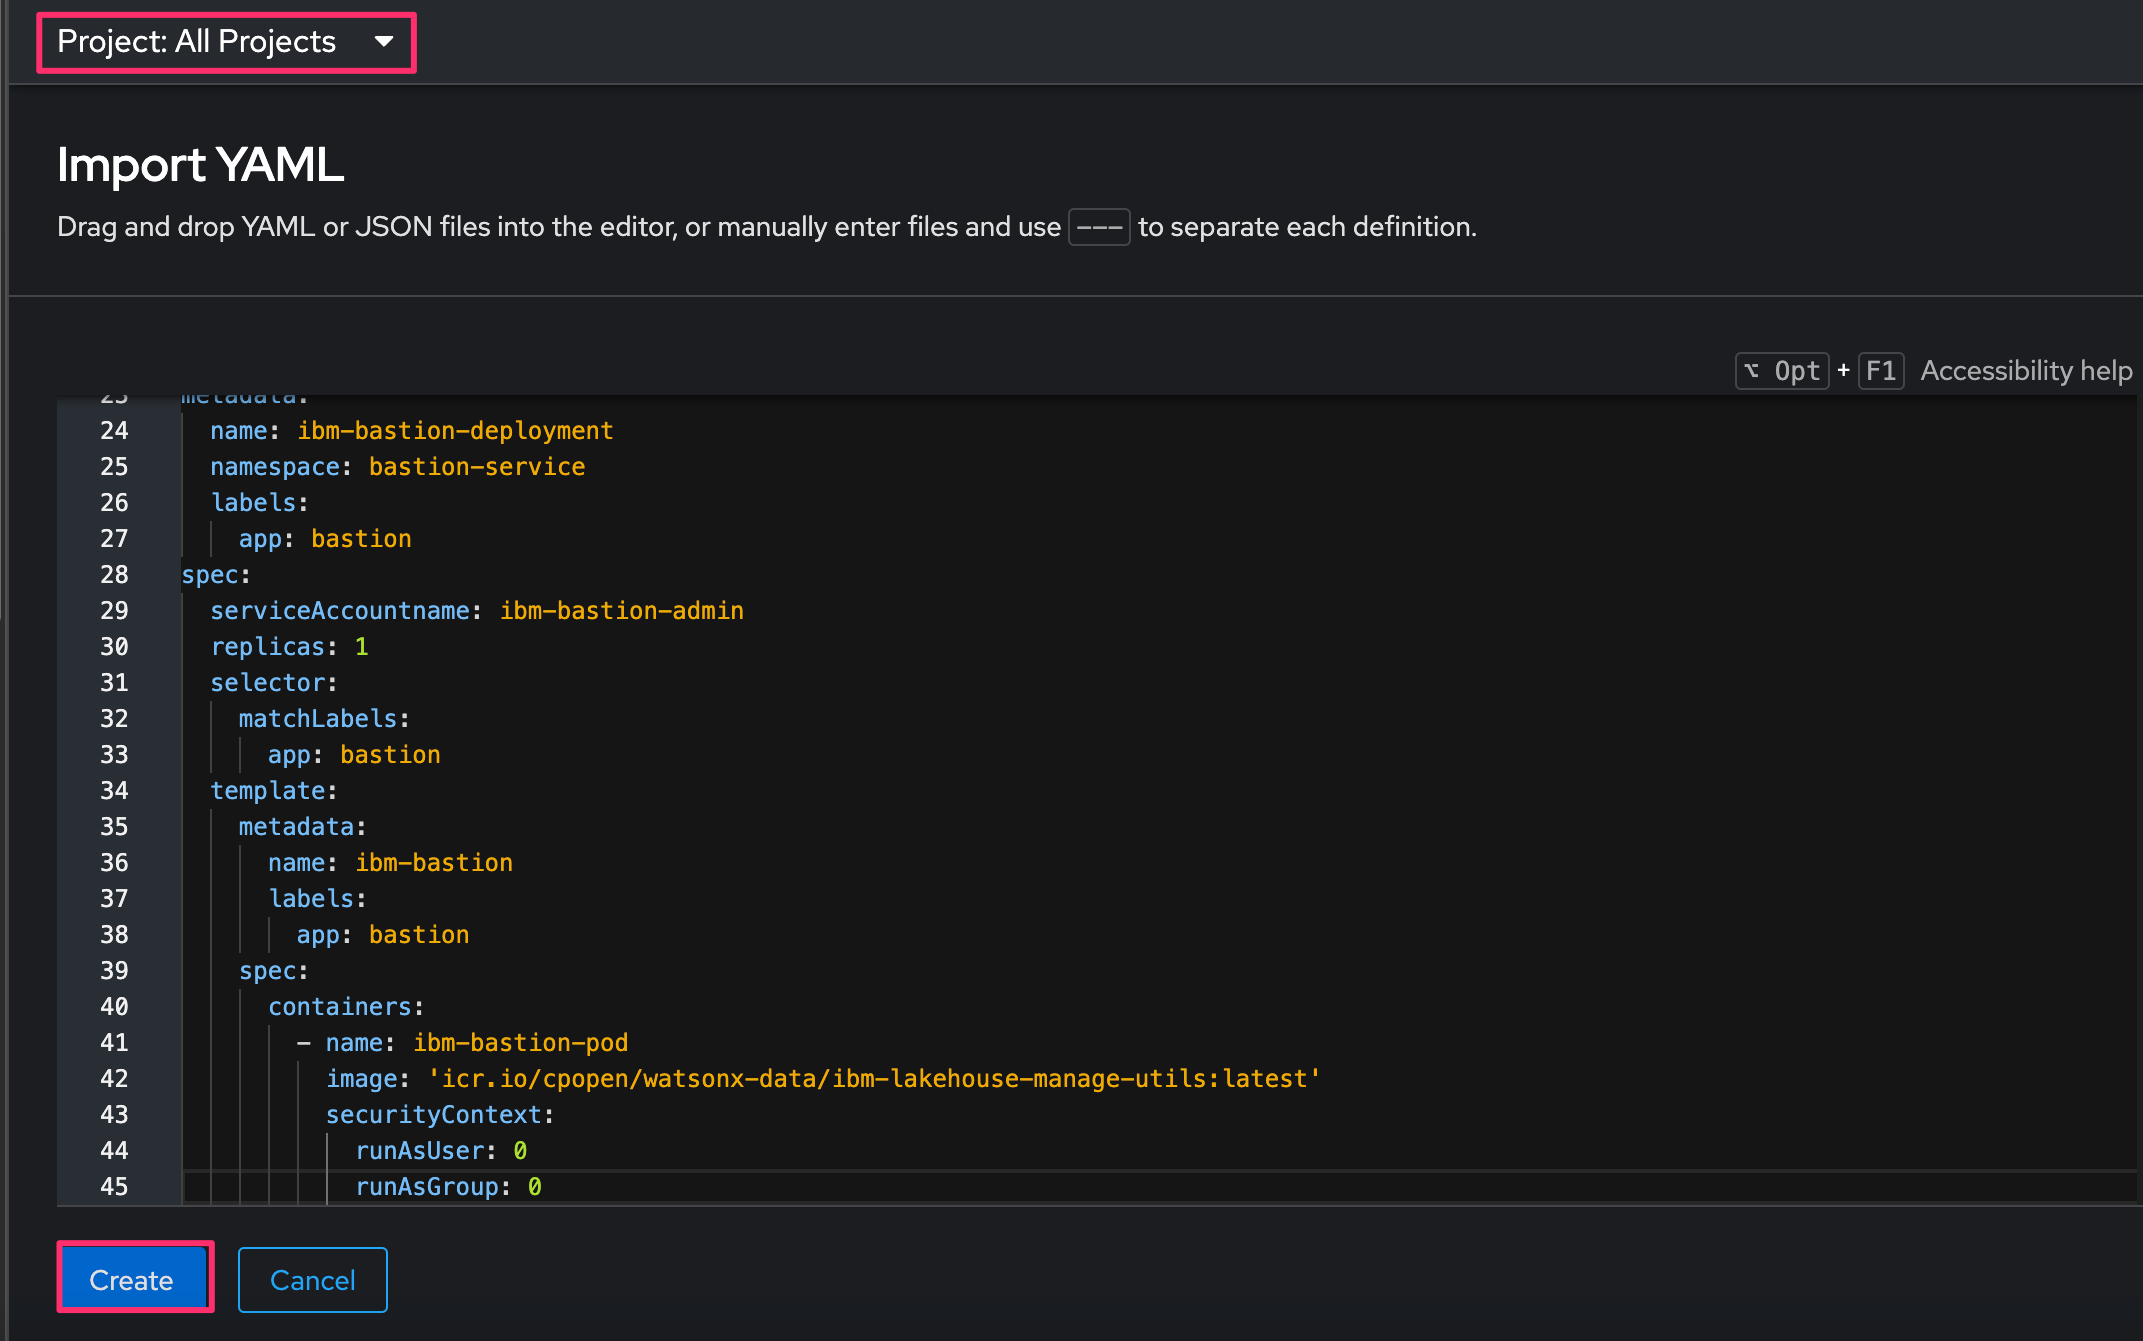 Project: All Projects
Import YAML
Drag and drop YAML or JSON files into the editor, or manually enter files and use --- to separate each definition.
⌥ Opt + F1 Accessibility help
23 metadata:
24 name: ibm-bastion-deployment
25 namespace: bastion-service
26 labels:
27 app: bastion
28 spec:
29 serviceAccountname: ibm-bastion-admin
30 replicas: 1
31 selector:
32 matchLabels:
33 app: bastion
34 template:
35 metadata:
36 name: ibm-bastion
37 labels:
38 app: bastion
39 spec:
40 containers:
41 - name: ibm-bastion-pod
42 image: 'icr.io/cpopen/watsonx-data/ibm-lakehouse-manage-utils:latest'
43 securityContext:
44 runAsUser: 0
45 runAsGroup: 0
Create Cancel